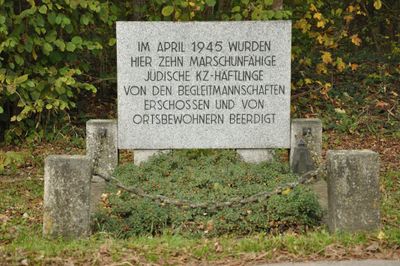 IM APRIL 1945 WURDEN
HIER ZEHN MARSCHUNFÄHIGE
JÜDISCHE KZ-HÄFTLINGE
VON DEN BEGLEITMANNSCHAFTEN
ERSCHOSSEN UND VON
ORTSBEWOHNERN BEERDIGT